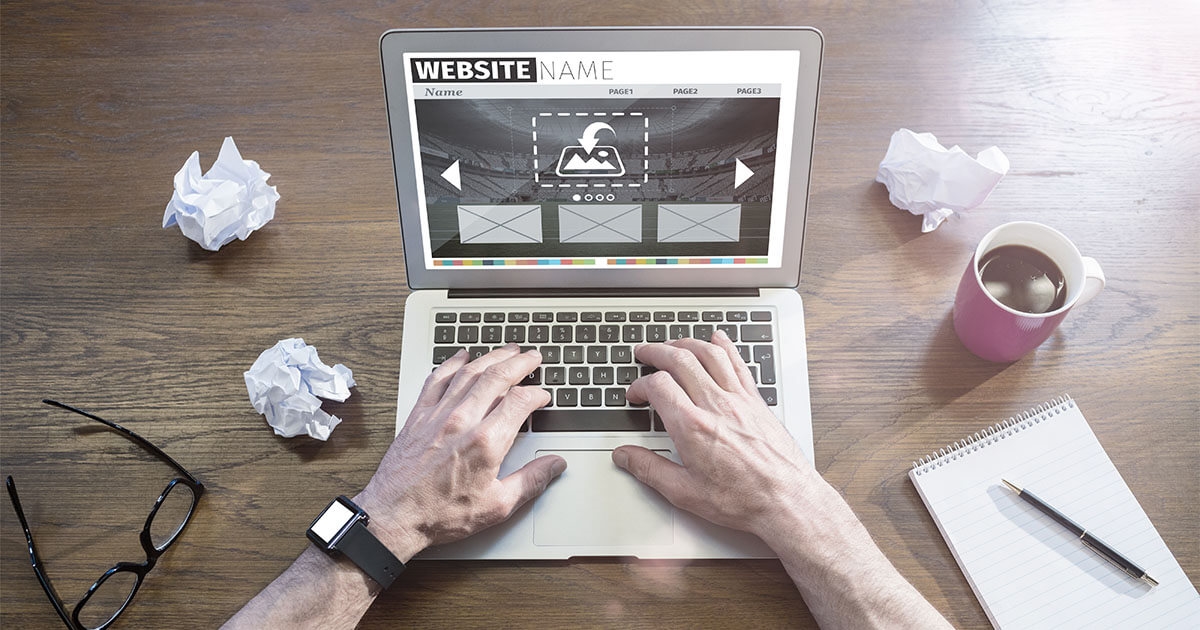 WEBSITE NAME
Name PAGE1 PAGE2 PAGE3
R T Y U
D F G H J
V B N